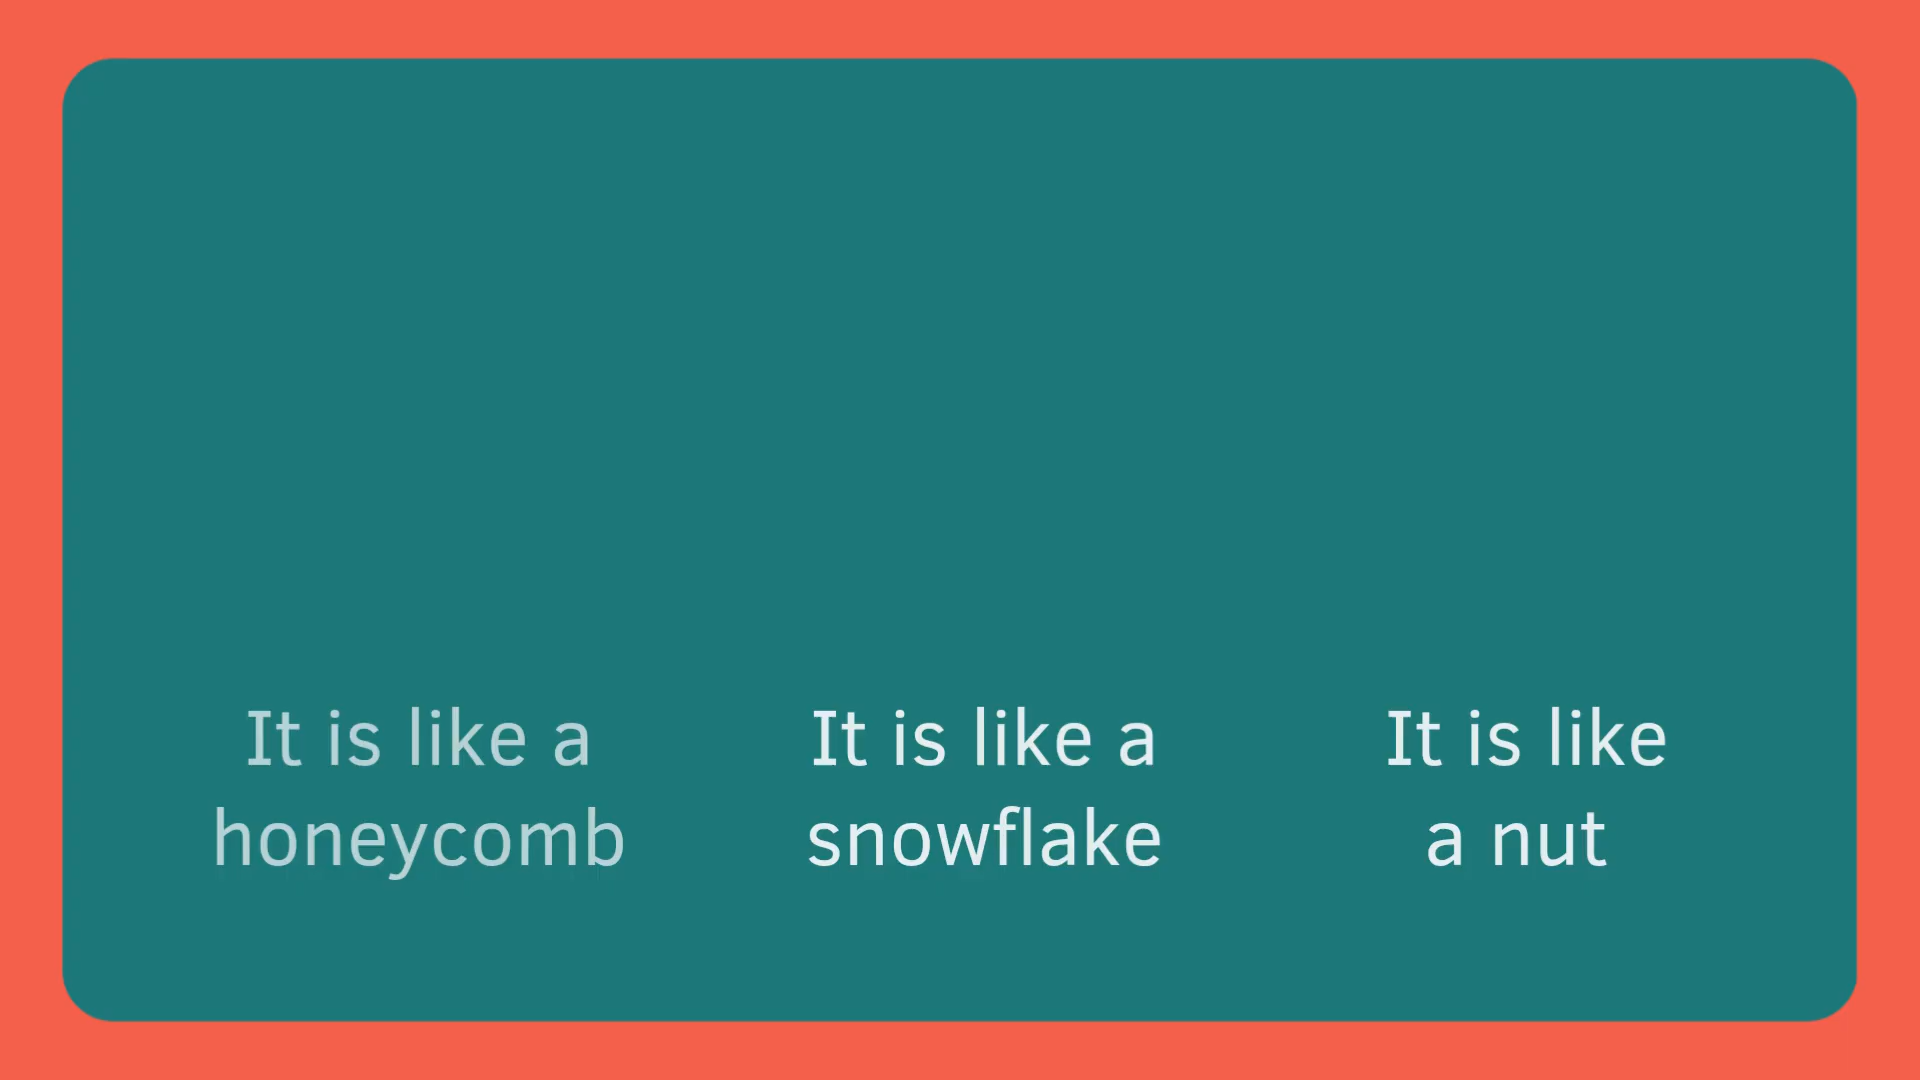 It is like a
honeycomb
It is like a
snowflake
It is like
a nut